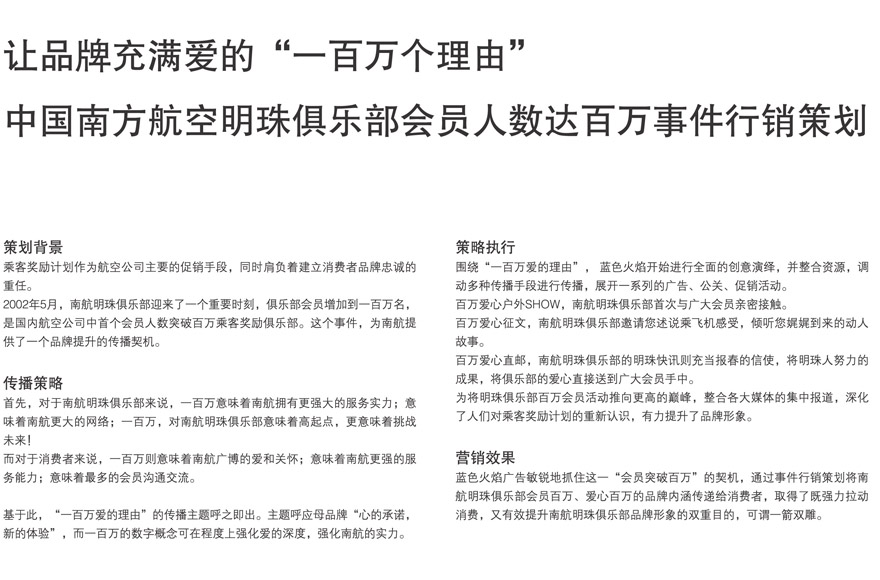 让品牌充满爱的“一百万个理由”
中国南方航空明珠俱乐部会员人数达百万事件行销策划
策划背景
乘客奖励计划作为航空公司主要的促销手段，同时肩负着建立消费者品牌忠诚的
重任。
2002年5月，南航明珠俱乐部迎来了一个重要时刻，俱乐部会员增加到一百万名，
是国内航空公司中首个会员人数突破百万乘客奖励俱乐部。这个事件，为南航提
供了一个品牌提升的传播契机。
传播策略
首先，对于南航明珠俱乐部来说，一百万意味着南航拥有更强大的服务实力；意
味着南航更大的网络；一百万，对南航明珠俱乐部意味着高起点，更意味着挑战
未来！
而对于消费者来说，一百万则意味着南航广博的爱和关怀；意味着南航更强的服
务能力；意味着最多的会员沟通交流。
基于此，“一百万爱的理由”的传播主题呼之即出。主题呼应母品牌“心的承诺，
新的体验”，而一百万的数字概念可在程度上强化爱的深度，强化南航的实力。
策略执行
围绕“一百万爱的理由”， 蓝色火焰开始进行全面的创意演绎，并整合资源，调
动多种传播手段进行传播，展开一系列的广告、公关、促销活动。
百万爱心户外SHOW，南航明珠俱乐部首次与广大会员亲密接触。
百万爱心征文，南航明珠俱乐部邀请您述说乘飞机感受，倾听您娓娓到来的动人
故事。
百万爱心直邮，南航明珠俱乐部的明珠快讯则充当报春的信使，将明珠人努力的
成果，将俱乐部的爱心直接送到广大会员手中。
为将明珠俱乐部百万会员活动推向更高的巅峰，整合各大媒体的集中报道，深化
了人们对乘客奖励计划的重新认识，有力提升了品牌形象。
营销效果
蓝色火焰广告敏锐地抓住这一“会员突破百万”的契机，通过事件行销策划将南
航明珠俱乐部会员百万、爱心百万的品牌内涵传递给消费者，取得了既强力拉动
消费，又有效提升南航明珠俱乐部品牌形象的双重目的，可谓一箭双雕。